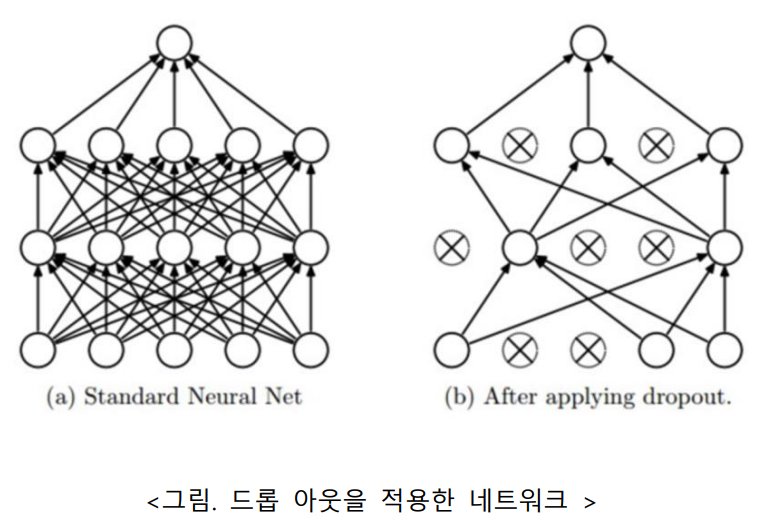 (a) Standard Neural Net
(b) After applying dropout.
<그림. 드롭 아웃을 적용한 네트워크 >